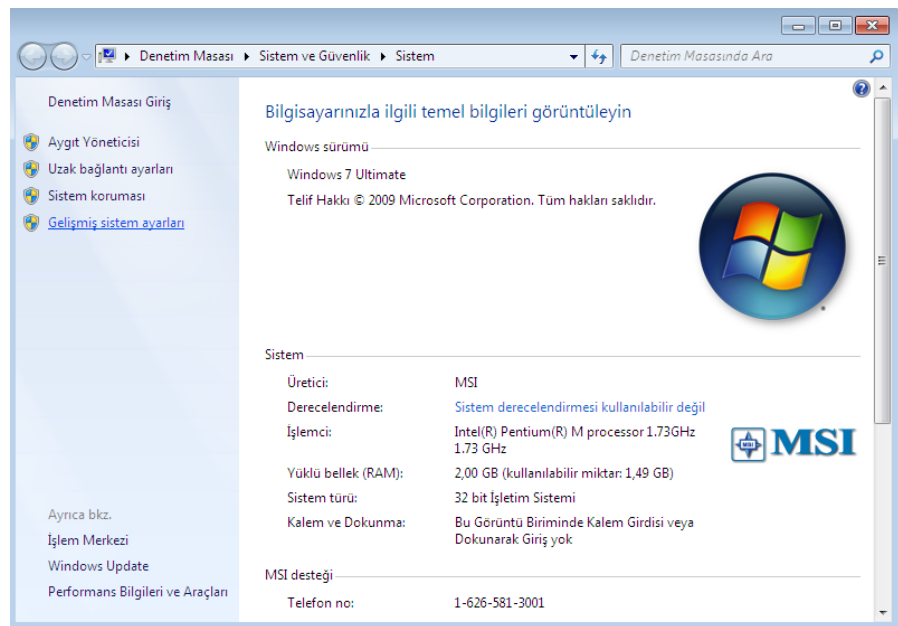 Denetim Masası ▸ Sistem ve Güvenlik ▸ Sistem
Denetim Masasında Ara
Denetim Masası Giriş
Aygıt Yöneticisi
Uzak bağlantı ayarları
Sistem koruması
Gelişmiş sistem ayarları
Ayrıca bkz.
İşlem Merkezi
Windows Update
Performans Bilgileri ve Araçları
Bilgisayarınızla ilgili temel bilgileri görüntüleyin
Windows sürümü
Windows 7 Ultimate
Telif Hakkı © 2009 Microsoft Corporation. Tüm hakları saklıdır.
Sistem
Üretici: MSI
Derecelendirme: Sistem derecelendirmesi kullanılabilir değil
İşlemci: Intel(R) Pentium(R) M processor 1.73GHz
1.73 GHz
Yüklü bellek (RAM): 2,00 GB (kullanılabilir miktar: 1,49 GB)
Sistem türü: 32 bit İşletim Sistemi
Kalem ve Dokunma: Bu Görüntü Biriminde Kalem Girdisi veya
Dokunarak Giriş yok
MSI
MSI desteği
Telefon no: 1-626-581-3001